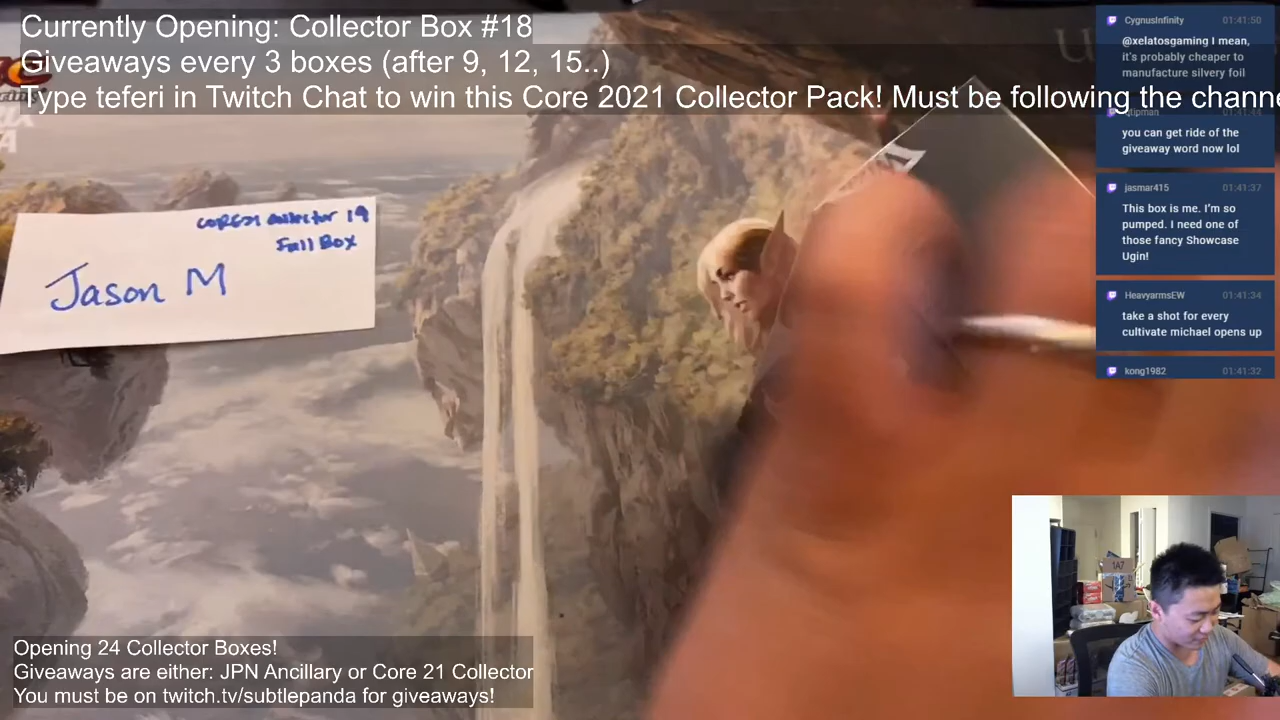 Currently Opening: Collector Box #18
Giveaways every 3 boxes (after 9, 12, 15..)
Type teferi in Twitch Chat to win this Core 2021 Collector Pack! Must be following the channe
CORE21 collector 19
Full Box
Jason M
CygnusInfinity 01:41:50
@xelatosgaming I mean,
it's probably cheaper to
manufacture silvery foil
01:41:44
you can get ride of the
giveaway word now lol
jasmar415 01:41:37
This box is me. I'm so
pumped. I need one of
those fancy Showcase
Ugin!
HeavyarmsEW 01:41:34
take a shot for every
cultivate michael opens up
kong1982 01:41:32
1A7
Opening 24 Collector Boxes!
Giveaways are either: JPN Ancillary or Core 21 Collector
You must be on twitch.tv/subtlepanda for giveaways!